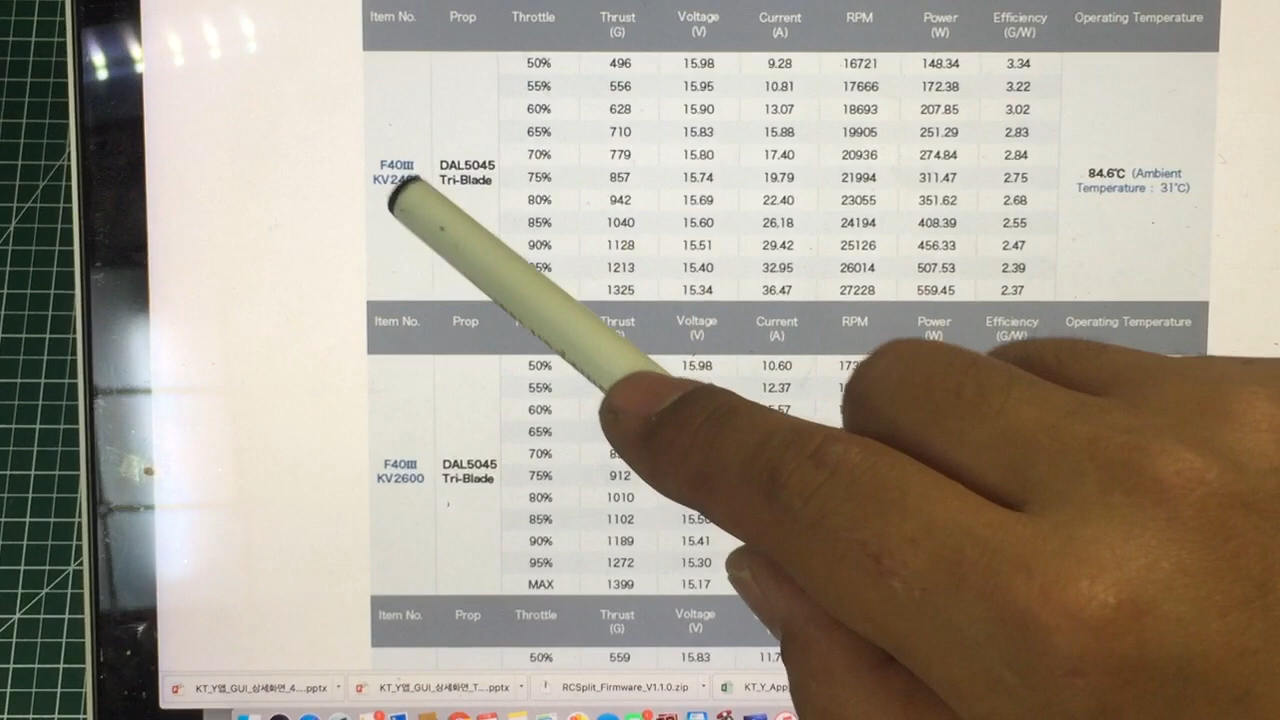 Item No. Prop Throttle Thrust (G) Voltage (V) Current (A) RPM Power (W) Efficiency (G/W) Operating Temperature
50% 496 15.98 9.28 16721 148.34 3.34
55% 556 15.95 10.81 17666 172.38 3.22
60% 628 15.90 13.07 18693 207.85 3.02
65% 710 15.83 15.88 19905 251.29 2.83
70% 779 15.80 17.40 20936 274.84 2.84
F40III DAL5045
KV24 Tri-Blade 75% 857 15.74 19.79 21994 311.47 2.75 84.6℃ (Ambient
Temperature : 31℃)
80% 942 15.69 22.40 23055 351.62 2.68
85% 1040 15.60 26.18 24194 408.39 2.55
90% 1128 15.51 29.42 25126 456.33 2.47
5% 1213 15.40 32.95 26014 507.53 2.39
1325 15.34 36.47 27228 559.45 2.37
Item No. Prop Thrust Voltage (V) Current (A) RPM Power (W) Efficiency (G/W) Operating Temperature
50% 15.98 10.60 173
55% 12.37
60%
65%
70%
F40III DAL5045
KV2600 Tri-Blade 75% 912
80% 1010
85% 1102 15.5
90% 1189 15.41
95% 1272 15.30
MAX 1399 15.17
Item No. Prop Throttle Thrust (G) Voltage (V)
50% 559 15.83 11.7
KT_Y앱_GUI_상세화면_4....pptx KT_Y앱_GUI_상세화면_T....pptx RCSplit_Firmware_V1.1.0.zip KT_Y_App